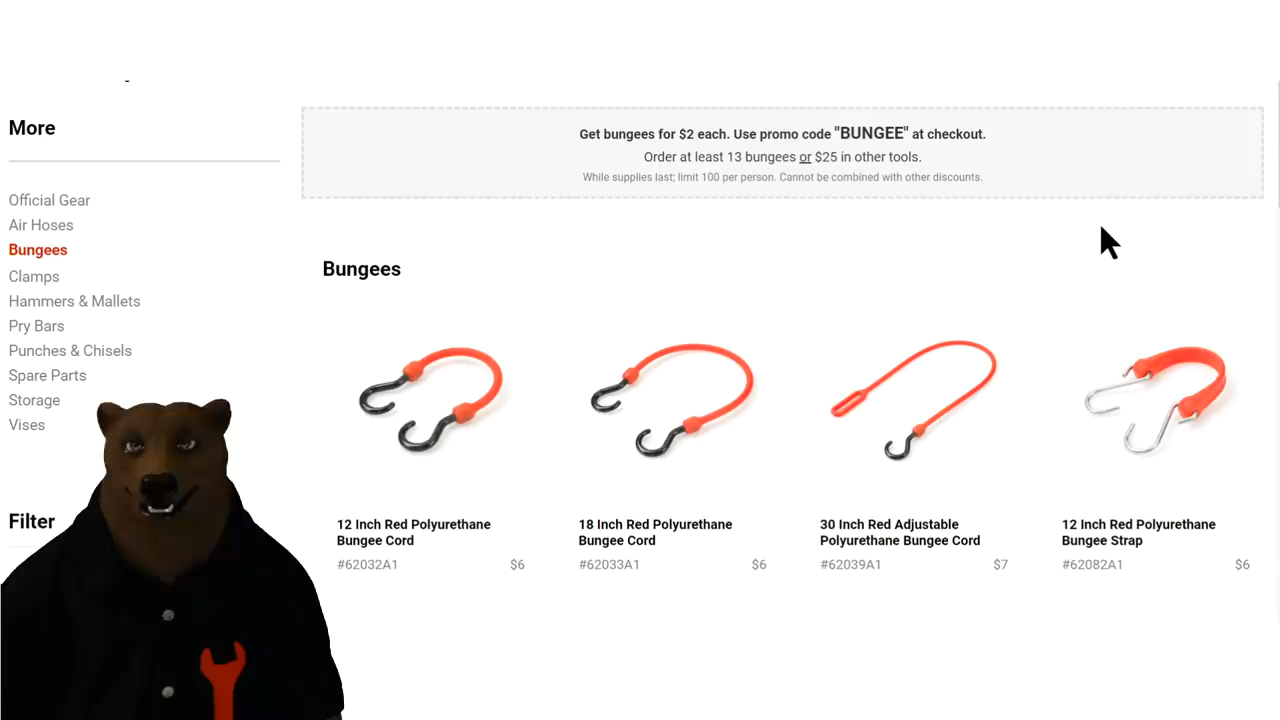 More
Official Gear
Air Hoses
Bungees
Clamps
Hammers & Mallets
Pry Bars
Punches & Chisels
Spare Parts
Storage
Vises
Filter
Get bungees for $2 each. Use promo code "BUNGEE" at checkout.
Order at least 13 bungees or $25 in other tools.
While supplies last; limit 100 per person. Cannot be combined with other discounts.
Bungees
12 Inch Red Polyurethane
Bungee Cord
#62032A1 $6
18 Inch Red Polyurethane
Bungee Cord
#62033A1 $6
30 Inch Red Adjustable
Polyurethane Bungee Cord
#62039A1 $7
12 Inch Red Polyurethane
Bungee Strap
#62082A1 $6